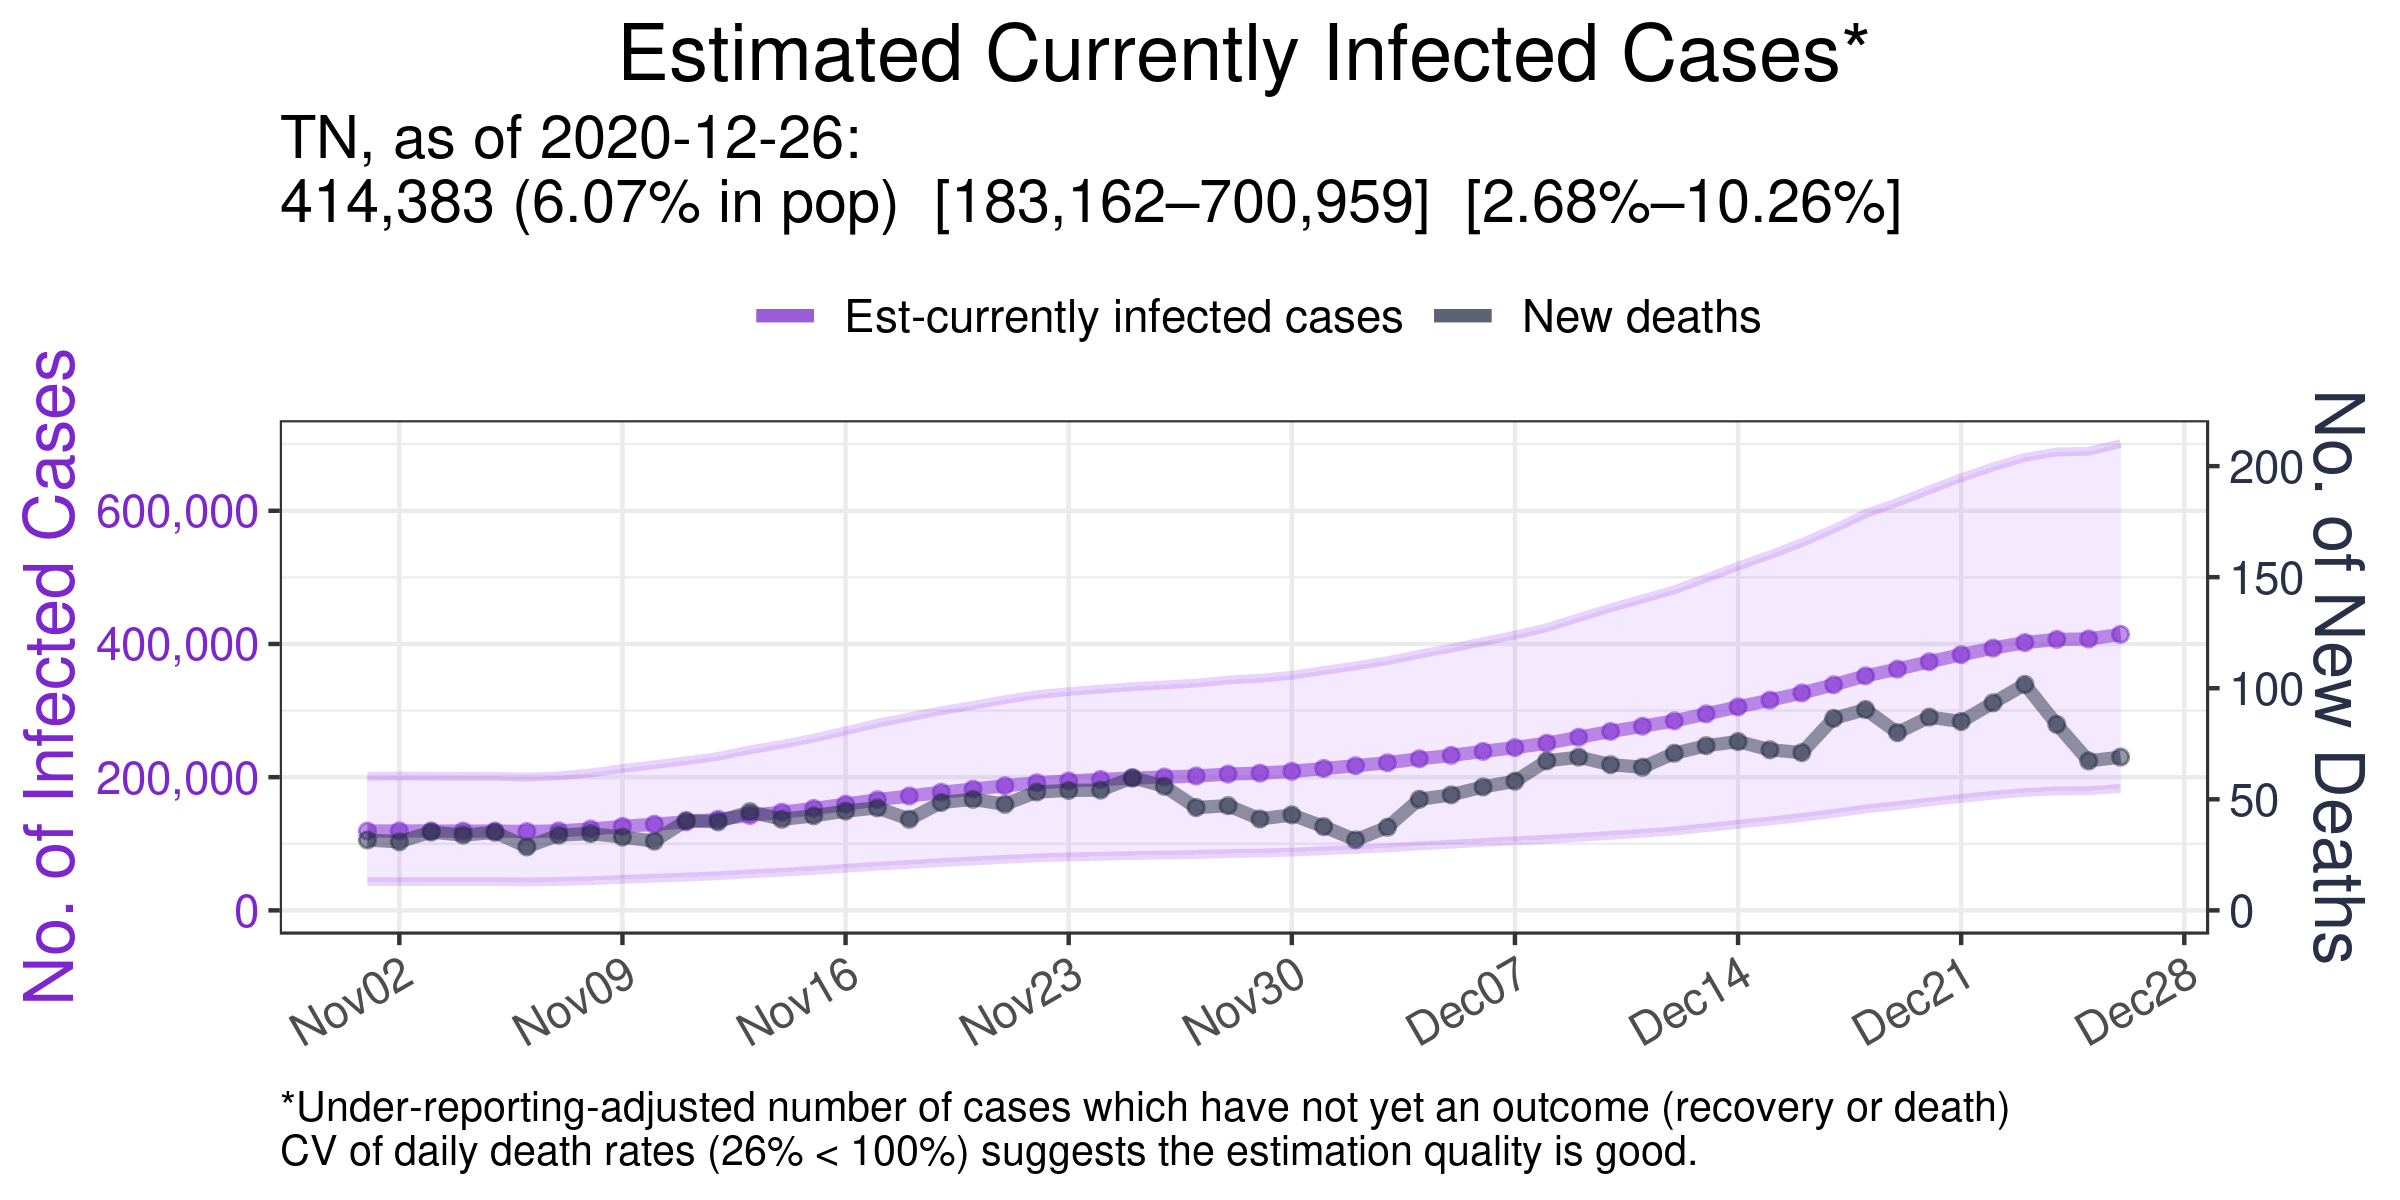 Estimated Currently Infected Cases*
TN, as of 2020-12-26:
414,383 (6.07% in pop)  [183,162–700,959]  [2.68%–10.26%]
Est-currently infected cases
New deaths
No. of Infected Cases
600,000
400,000
200,000
0
200
150
100
50
0
No. of New Deaths
Nov02
Nov09
Nov16
Nov23
Nov30
Dec07
Dec14
Dec21
Dec28
*Under-reporting-adjusted number of cases which have not yet an outcome (recovery or death)
CV of daily death rates (26% < 100%) suggests the estimation quality is good.